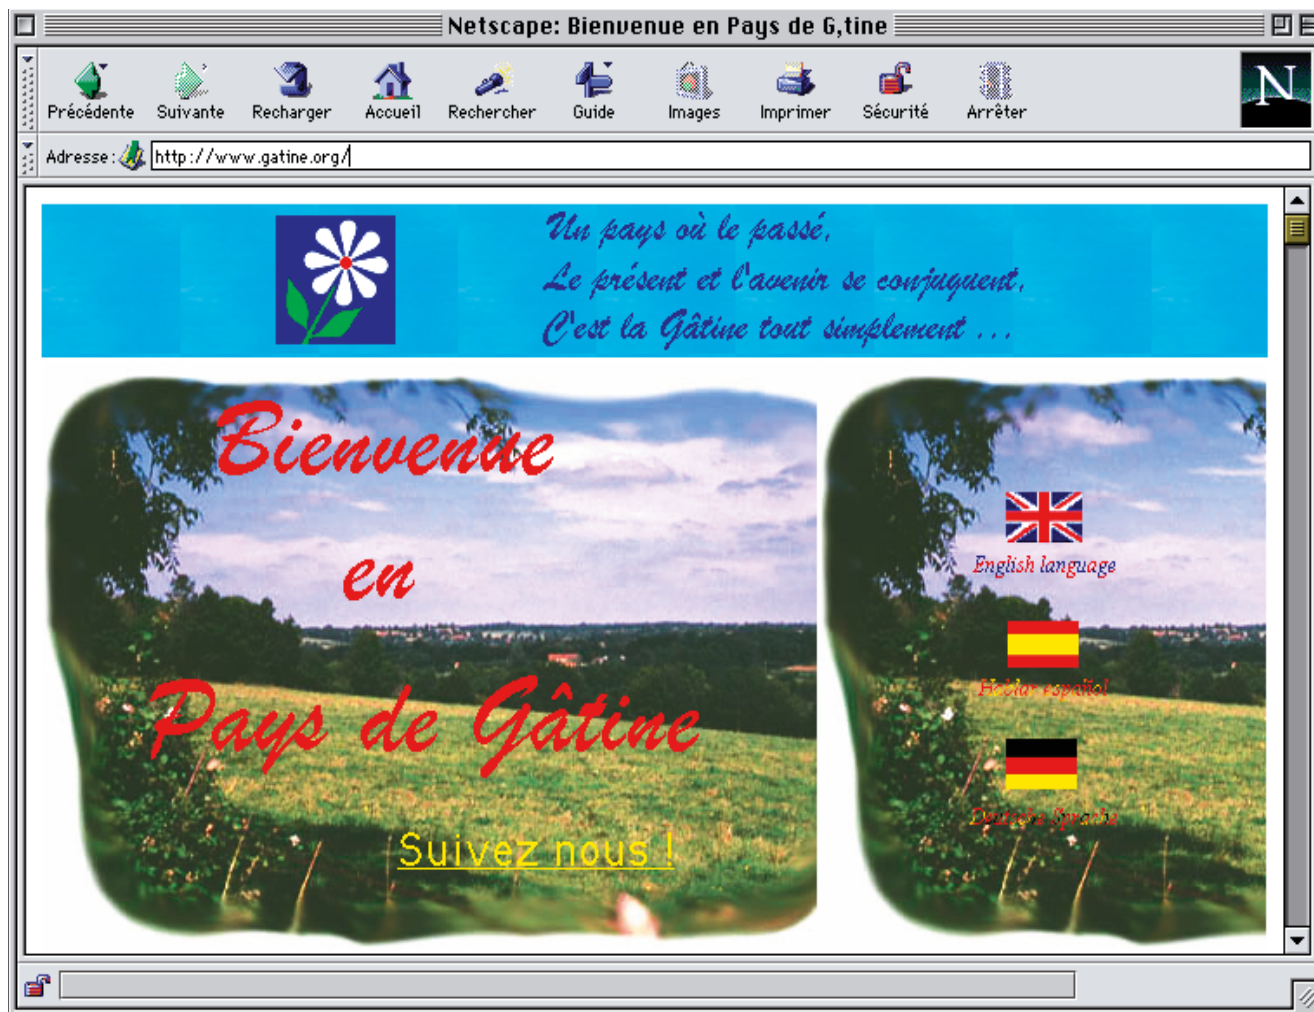 Netscape: Bienvenue en Pays de G,tine
Précédente Suivante Recharger Accueil Rechercher Guide Images Imprimer Sécurité Arrêter
N
Adresse: http://www.gatine.org/
Un pays où le passé,
Le présent et l'avenir se conjuguent,
C'est la Gâtine tout simplement ...
Bienvenue
en
Pays de Gâtine
Suivez nous !
English language
Hablar español
Deutsche Sprache